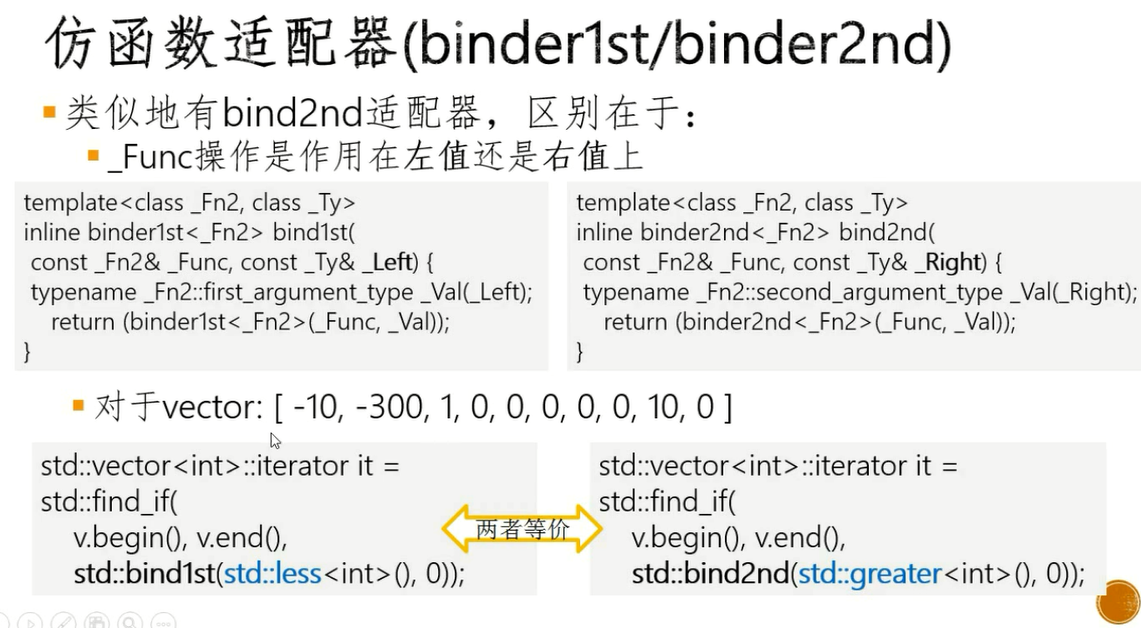 仿函数适配器(binder1st/binder2nd)
类似地有bind2nd适配器，区别在于：
_Func操作是作用在左值还是右值上
template<class _Fn2, class _Ty>
inline binder1st<_Fn2> bind1st(
const _Fn2& _Func, const _Ty& _Left) {
typename _Fn2::first_argument_type _Val(_Left);
return (binder1st<_Fn2>(_Func, _Val));
}
template<class _Fn2, class _Ty>
inline binder2nd<_Fn2> bind2nd(
const _Fn2& _Func, const _Ty& _Right) {
typename _Fn2::second_argument_type _Val(_Right);
return (binder2nd<_Fn2>(_Func, _Val));
}
对于vector: [ -10, -300, 1, 0, 0, 0, 0, 0, 10, 0 ]
std::vector<int>::iterator it =
std::find_if(
v.begin(), v.end(),
std::bind1st(std::less<int>(), 0));
两者等价
std::vector<int>::iterator it =
std::find_if(
v.begin(), v.end(),
std::bind2nd(std::greater<int>(), 0));